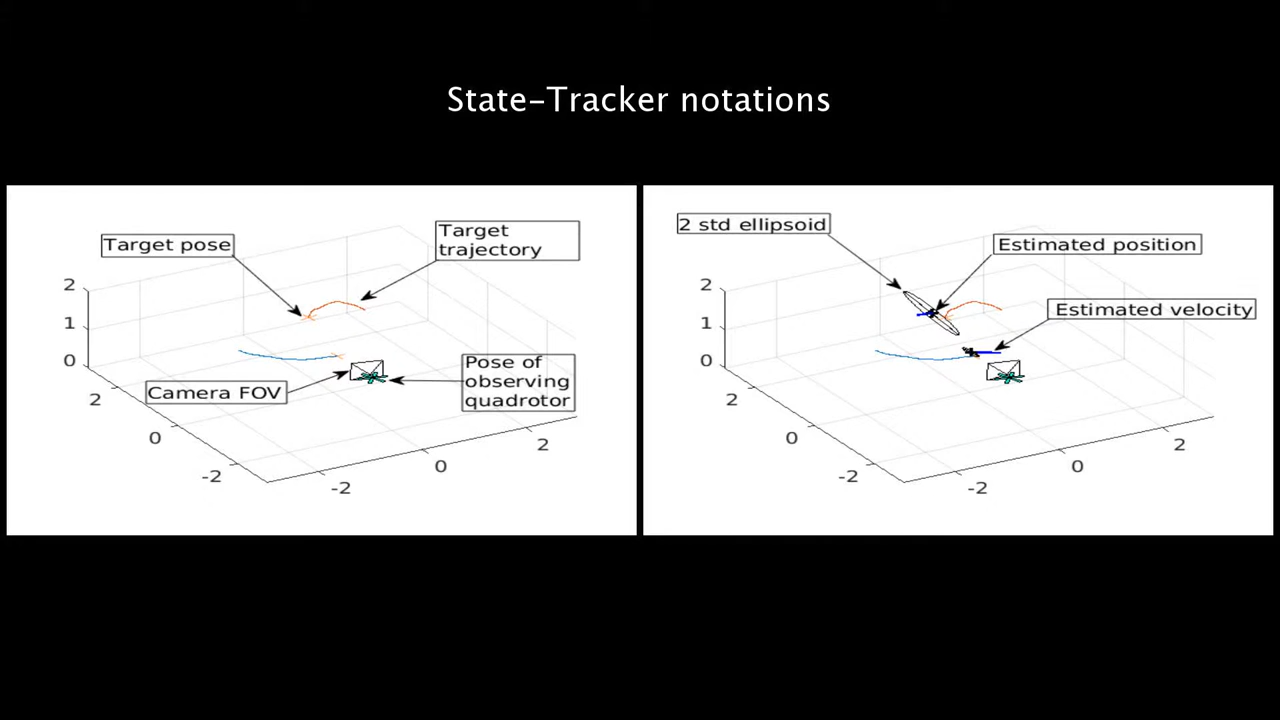 State-Tracker notations
Target pose
Target
trajectory
2
1
0
2
0
-2
-2
0
2
Camera FOV
Pose of
observing
quadrotor
2 std ellipsoid
Estimated position
Estimated velocity
2
1
0
2
0
-2
-2
0
2